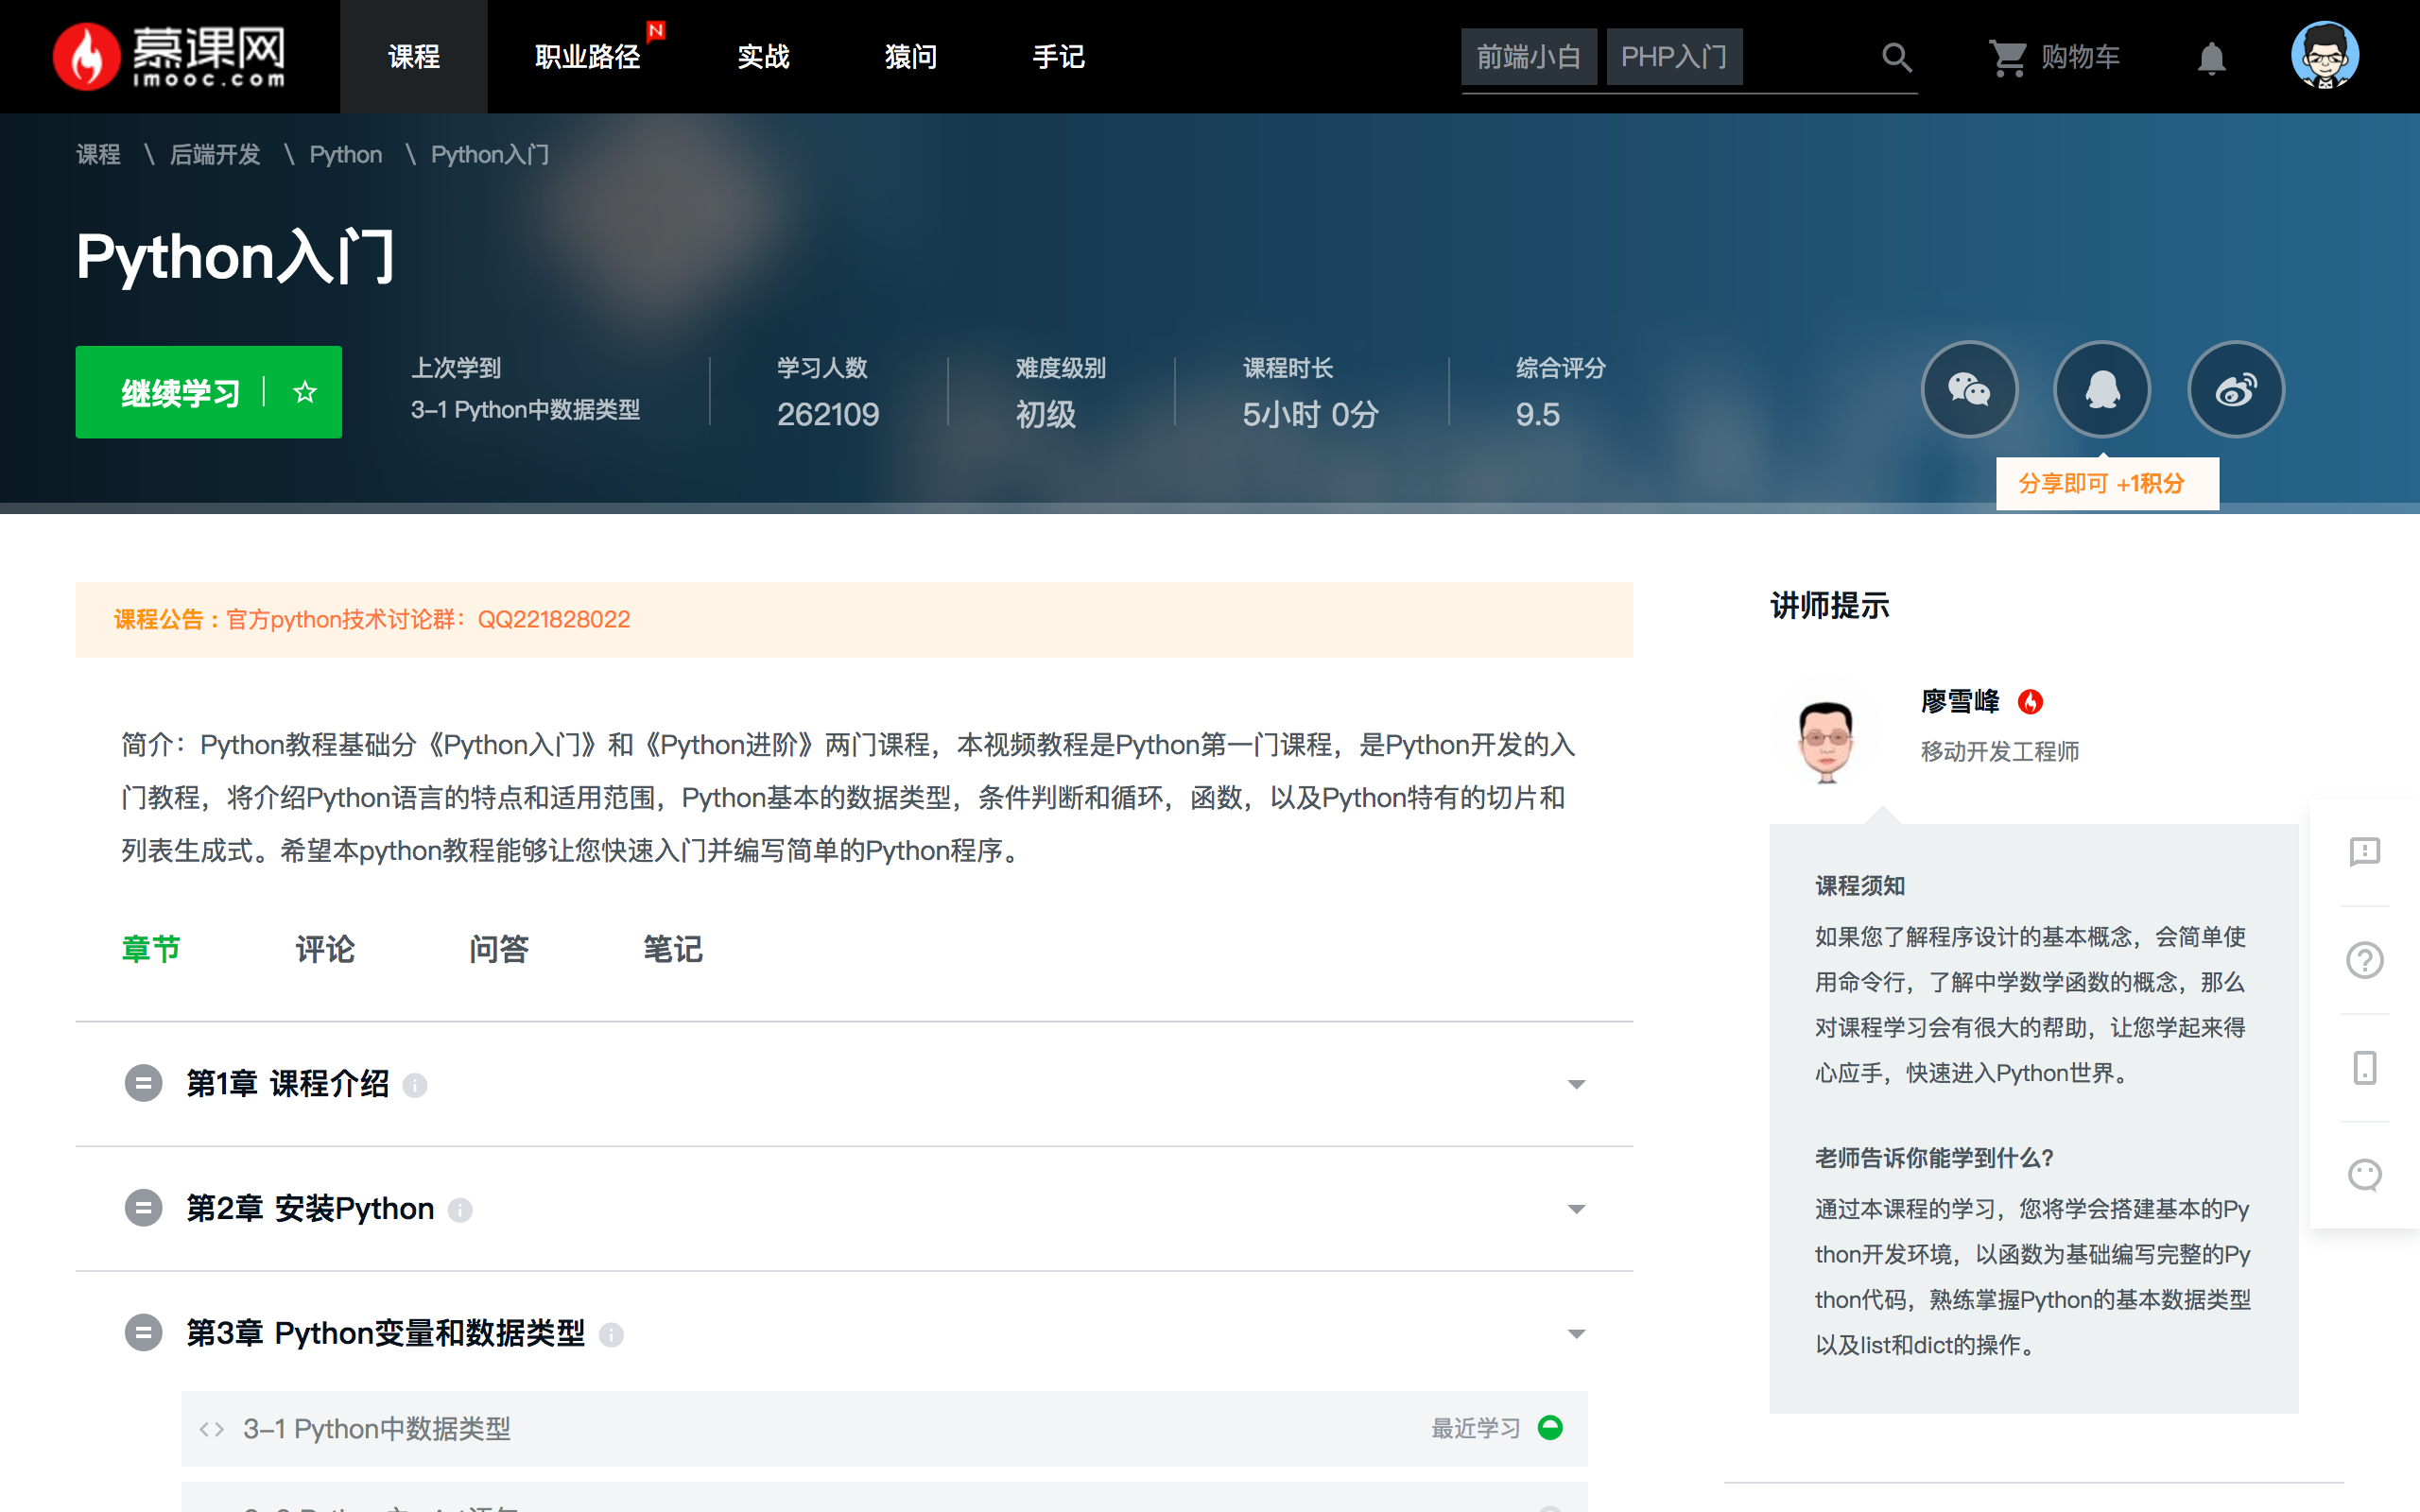 慕课网
imooc.com
课程
职业路径
N
实战
猿问
手记
前端小白
PHP入门
购物车
课程 \ 后端开发 \ Python \ Python入门
Python入门
继续学习
上次学到
3-1 Python中数据类型
学习人数
262109
难度级别
初级
课程时长
5小时 0分
综合评分
9.5
分享即可 +1积分
课程公告：官方python技术讨论群：QQ221828022
简介：Python教程基础分《Python入门》和《Python进阶》两门课程，本视频教程是Python第一门课程，是Python开发的入
门教程，将介绍Python语言的特点和适用范围，Python基本的数据类型，条件判断和循环，函数，以及Python特有的切片和
列表生成式。希望本python教程能够让您快速入门并编写简单的Python程序。
章节
评论
问答
笔记
第1章 课程介绍
第2章 安装Python
第3章 Python变量和数据类型
3-1 Python中数据类型
最近学习
讲师提示
廖雪峰
移动开发工程师
课程须知
如果您了解程序设计的基本概念，会简单使
用命令行，了解中学数学函数的概念，那么
对课程学习会有很大的帮助，让您学起来得
心应手，快速进入Python世界。
老师告诉你能学到什么？
通过本课程的学习，您将学会搭建基本的Py
thon开发环境，以函数为基础编写完整的Py
thon代码，熟练掌握Python的基本数据类型
以及list和dict的操作。